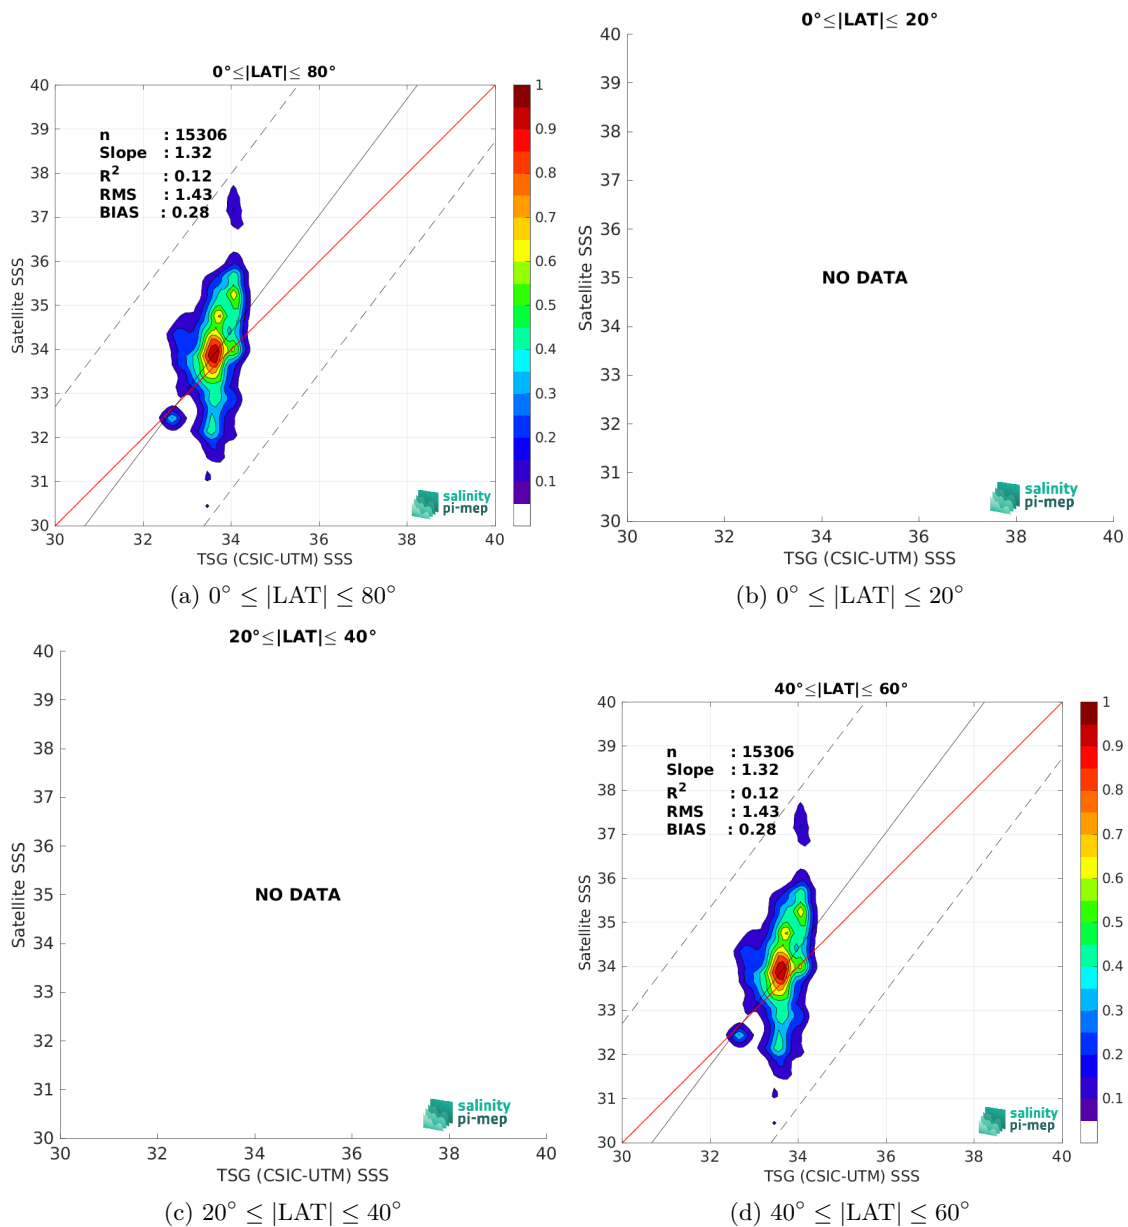 0°≤|LAT|≤ 80°
40
39
38
37
36
35
34
33
32
31
30
Satellite SSS
n : 15306
Slope : 1.32
R² : 0.12
RMS : 1.43
BIAS : 0.28
salinity
pi-mep
30 32 34 36 38 40
TSG (CSIC-UTM) SSS
1
0.9
0.8
0.7
0.6
0.5
0.4
0.3
0.2
0.1
(a) 0° ≤ |LAT| ≤ 80°
0°≤|LAT|≤ 20°
40
39
38
37
36
35
34
33
32
31
30
Satellite SSS
NO DATA
salinity
pi-mep
30 32 34 36 38 40
TSG (CSIC-UTM) SSS
(b) 0° ≤ |LAT| ≤ 20°
20°≤|LAT|≤ 40°
40
39
38
37
36
35
34
33
32
31
30
Satellite SSS
NO DATA
salinity
pi-mep
30 32 34 36 38 40
TSG (CSIC-UTM) SSS
(c) 20° ≤ |LAT| ≤ 40°
40°≤|LAT|≤ 60°
40
39
38
37
36
35
34
33
32
31
30
Satellite SSS
n : 15306
Slope : 1.32
R² : 0.12
RMS : 1.43
BIAS : 0.28
salinity
pi-mep
30 32 34 36 38 40
TSG (CSIC-UTM) SSS
1
0.9
0.8
0.7
0.6
0.5
0.4
0.3
0.2
0.1
(d) 40° ≤ |LAT| ≤ 60°